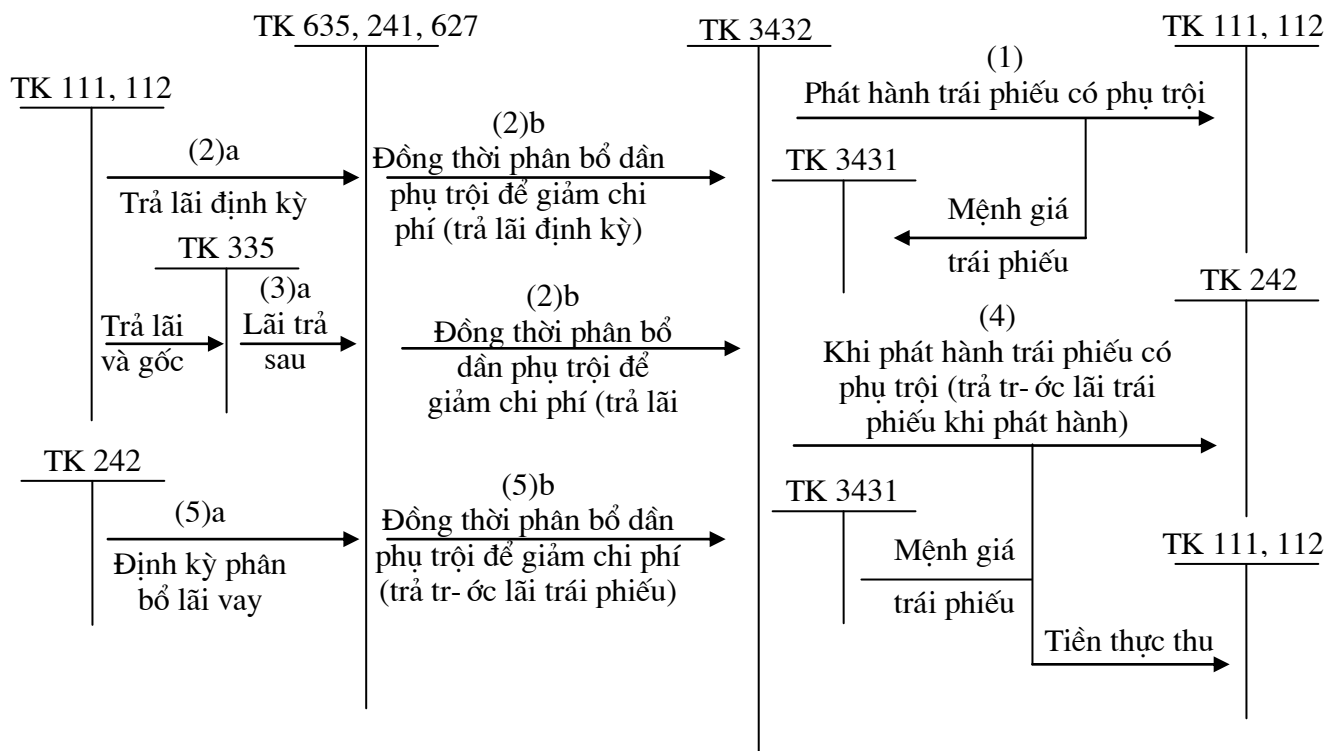 TK 635, 241, 627
TK 3432
TK 111, 112
TK 111, 112
(1)
Phát hành trái phiếu có phụ trội
(2)a
Trả lãi định kỳ
(2)b
Đồng thời phân bổ dần
phụ trội để giảm chi
phí (trả lãi định kỳ)
TK 3431
Mệnh giá
trái phiếu
TK 335
(3)a
Trả lãi
và gốc
Lãi trả
sau
(2)b
Đồng thời phân bổ
dần phụ trội để
giảm chi phí (trả lãi
TK 242
(4)
Khi phát hành trái phiếu có
phụ trội (trả tr- ớc lãi trái
phiếu khi phát hành)
TK 242
(5)a
Định kỳ phân
bổ lãi vay
(5)b
Đồng thời phân bổ dần
phụ trội để giảm chi phí
(trả tr- ớc lãi trái phiếu)
TK 3431
Mệnh giá
trái phiếu
TK 111, 112
Tiền thực thu